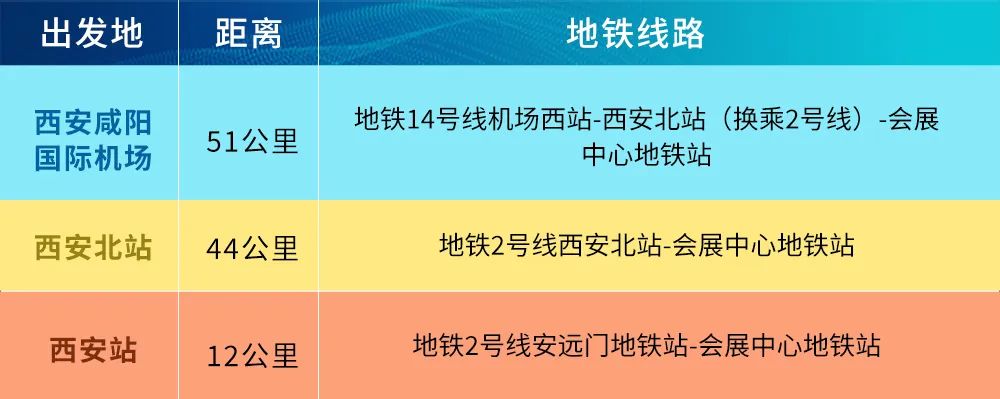 出发地 距离 地铁线路
西安咸阳
国际机场
51公里
地铁14号线机场西站-西安北站（换乘2号线）-会展
中心地铁站
西安北站 44公里 地铁2号线西安北站-会展中心地铁站
西安站 12公里 地铁2号线安远门地铁站-会展中心地铁站